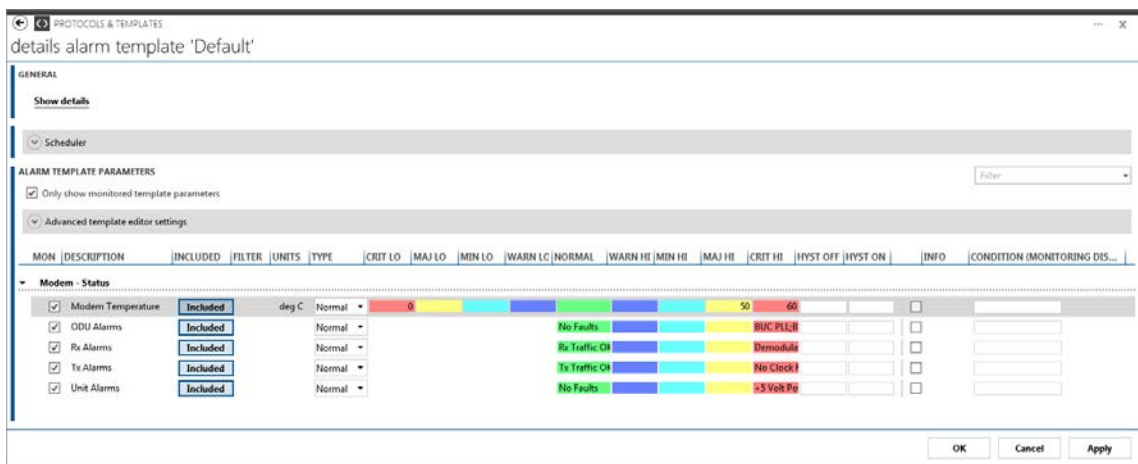 PROTOCOLS & TEMPLATES
... X
details alarm template 'Default'
GENERAL
Show details
Scheduler
ALARM TEMPLATE PARAMETERS
Filter
Only show monitored template parameters
Advanced template editor settings
MON DESCRIPTION INCLUDED FILTER UNITS TYPE CRIT LO MAJ LO MIN LO WARN LC NORMAL WARN HI MIN HI MAJ HI CRIT HI HYST OFF HYST ON INFO CONDITION (MONITORING DIS...
Modem - Status
Modem Temperature Included deg C Normal 0 50 60
ODU Alarms Included Normal No Faults BUC PLL;B
Rx Alarms Included Normal Rx Traffic OK Demodula
Tx Alarms Included Normal Tx Traffic OK No Clock
Unit Alarms Included Normal No Faults +5 Volt Po
OK Cancel Apply